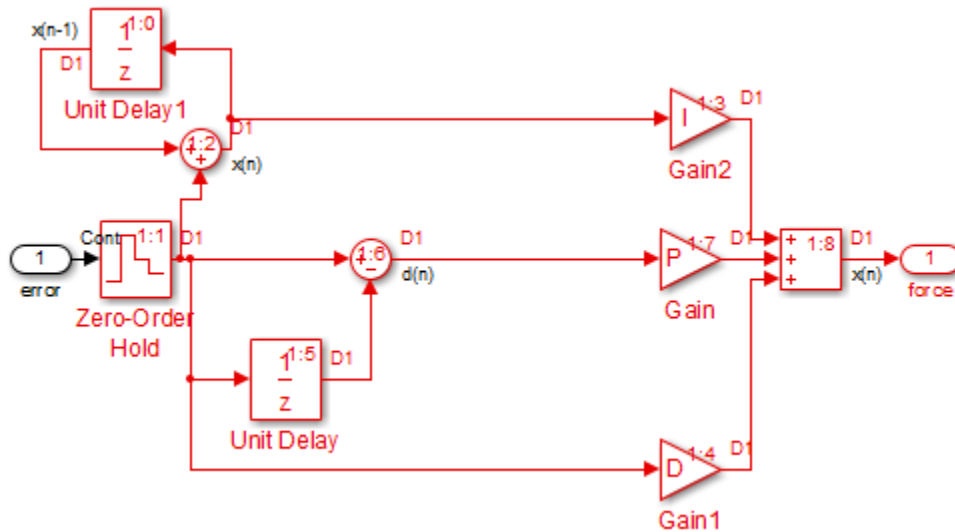 x(n-1)
D1
1
z
1:0
Unit Delay1
1:2
+
+
D1
x(n)
I
1:3
D1
Gain2
1
error
Cont
1:1
D1
Zero-Order
Hold
1:6
+
−
D1
d(n)
P
1:7
D1
Gain
+
+
+
1:8
D1
x(n)
1
force
1
z
1:5
D1
Unit Delay
D
1:4
D1
Gain1